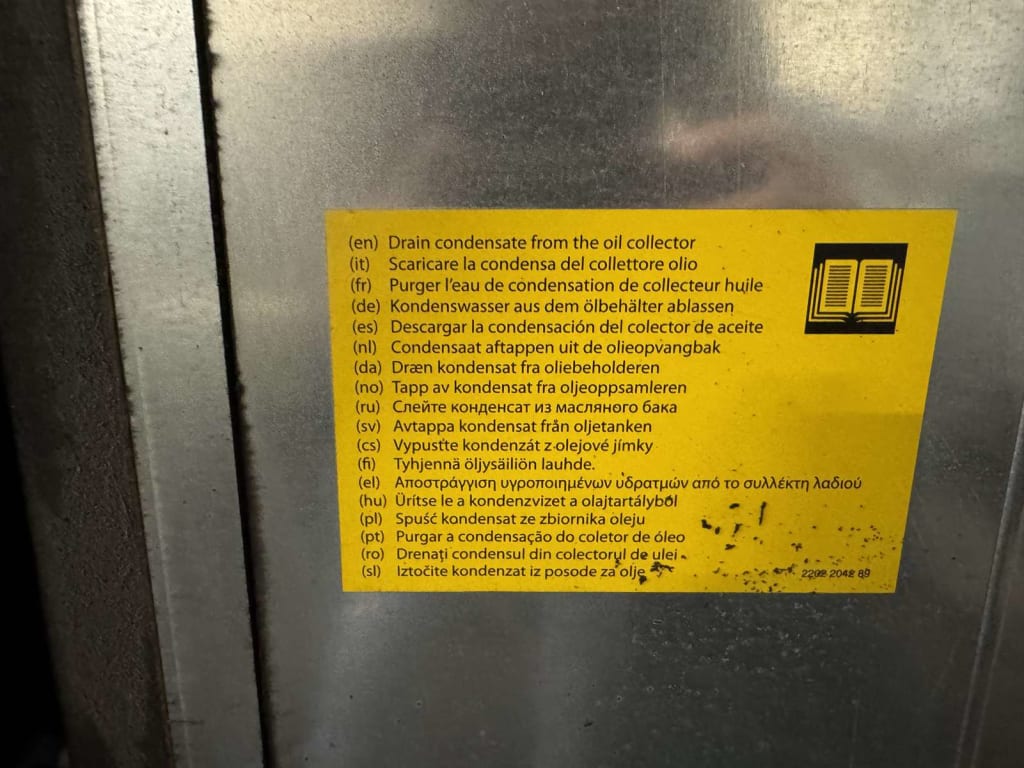 (en) Drain condensate from the oil collector
(it) Scaricare la condensa del collettore olio
(fr) Purger l'eau de condensation de collecteur huile
(de) Kondenswasser aus dem ölbehälter ablassen
(es) Descargar la condensación del colector de aceite
(nl) Condensaat aftappen uit de olieopvangbak
(da) Dræn kondensat fra oliebeholderen
(no) Tapp av kondensat fra oljeoppsamleren
(ru) Слейте конденсат из масляного бака
(sv) Avtappa kondensat från oljetanken
(cs) Vypusťte kondenzát z olejové jímky
(fi) Tyhjennä öljysäiliön lauhde.
(el) Αποστράγγιση υγροποιημένων υδρατμών από το συλλέκτη λαδιού
(hu) Ürítse le a kondenzvizet a olajtartályból
(pl) Spuść kondensat ze zbiornika oleju
(pt) Purgar a condensação do coletor de óleo
(ro) Drenați condensul din colectorul de ulei
(sl) Iztočite kondenzat iz posode za olje
2202 2042 89